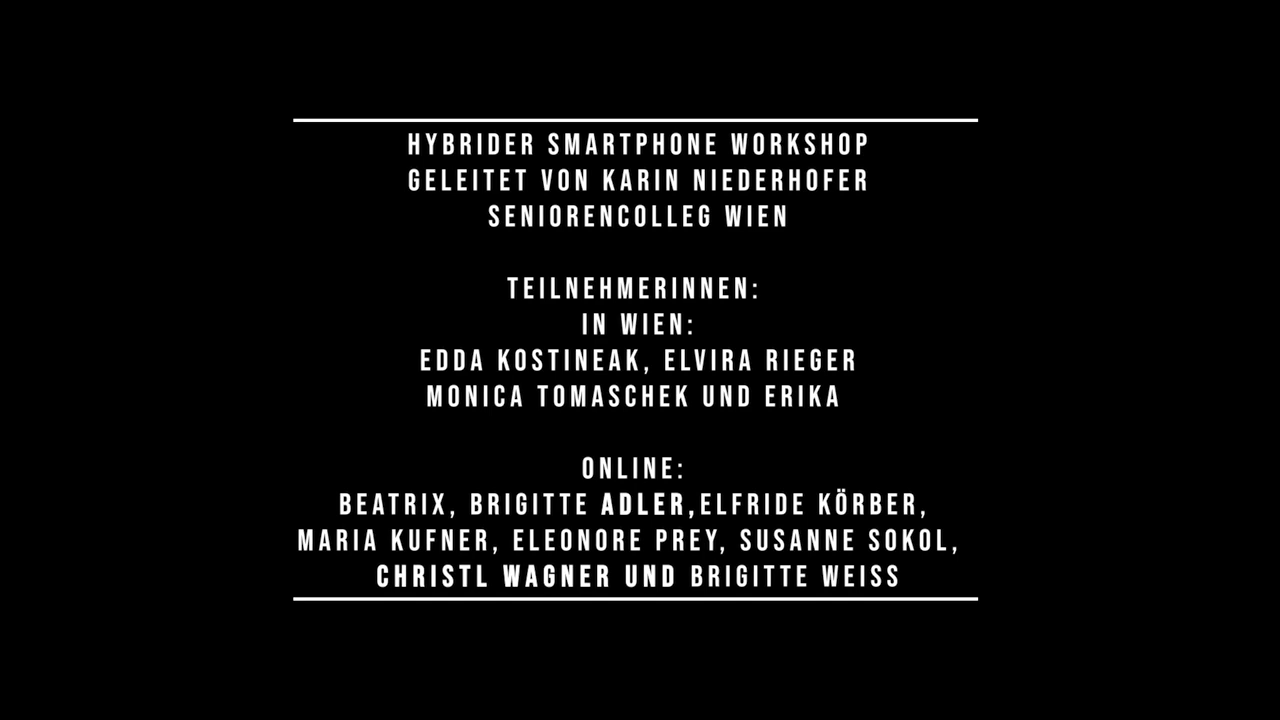 HYBRIDER SMARTPHONE WORKSHOP
GELEITET VON KARIN NIEDERHOFER
SENIORENCOLLEG WIEN
TEILNEHMERINNEN:
IN WIEN:
EDDA KOSTINEAK, ELVIRA RIEGER
MONICA TOMASCHEK UND ERIKA
ONLINE:
BEATRIX, BRIGITTE ADLER,ELFRIDE KÖRBER,
MARIA KUFNER, ELEONORE PREY, SUSANNE SOKOL,
CHRISTL WAGNER UND BRIGITTE WEISS